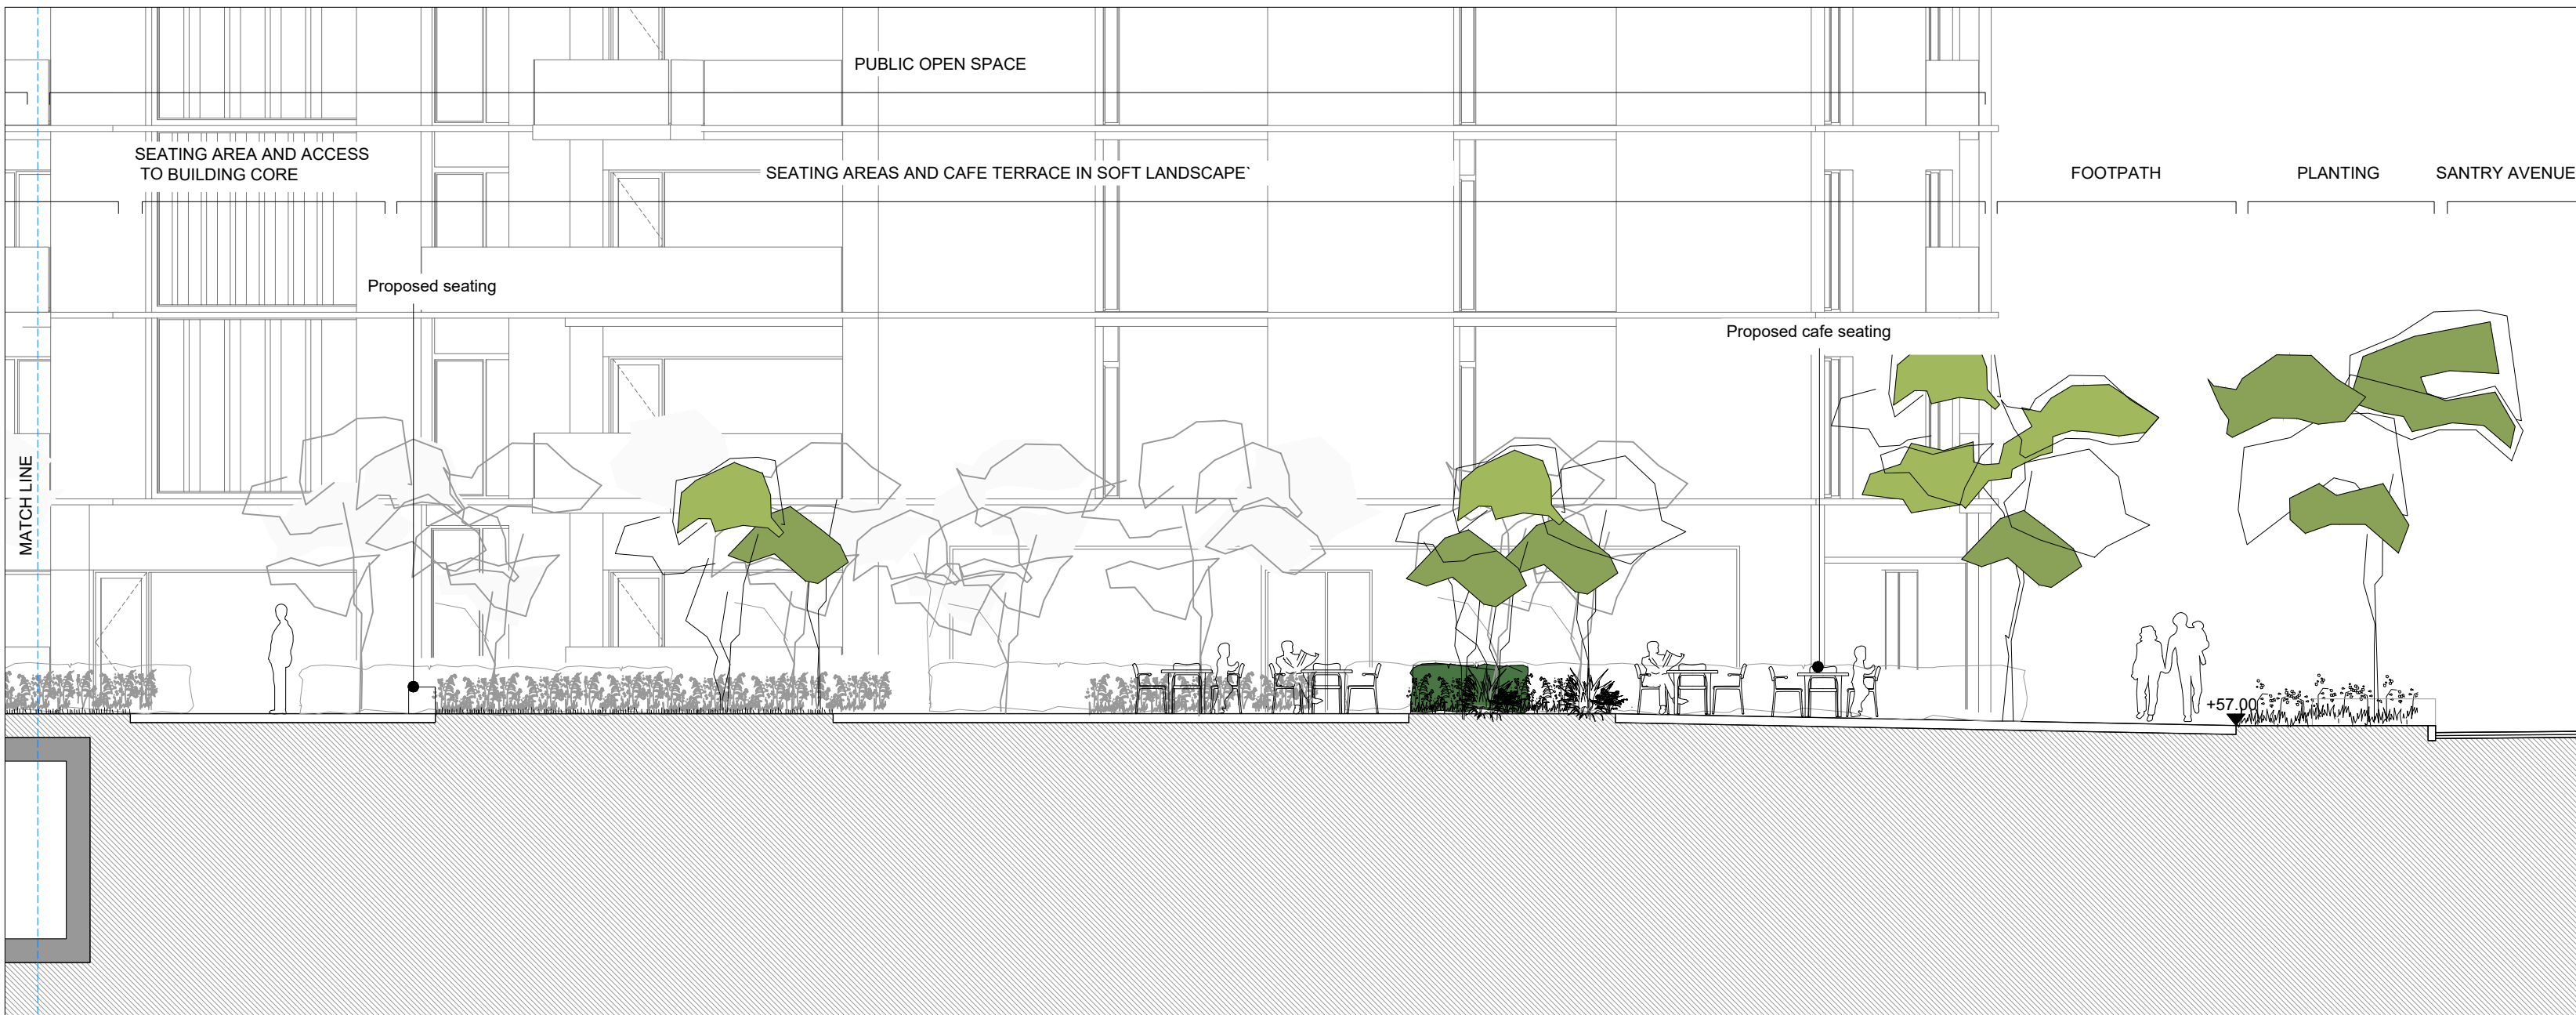 PUBLIC OPEN SPACE
SEATING AREA AND ACCESS
TO BUILDING CORE
SEATING AREAS AND CAFE TERRACE IN SOFT LANDSCAPE`
FOOTPATH
PLANTING
SANTRY AVENUE
Proposed seating
Proposed cafe seating
MATCH LINE
+57.00